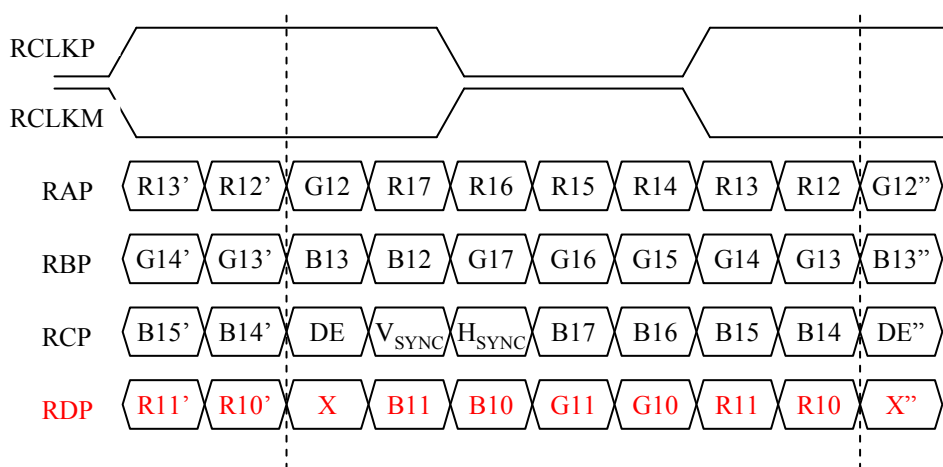 RCLKP
RCLKM
RAP R13’ R12’ G12 R17 R16 R15 R14 R13 R12 G12”
RBP G14’ G13’ B13 B12 G17 G16 G15 G14 G13 B13”
RCP B15’ B14’ DE VSYNC HSYNC B17 B16 B15 B14 DE”
RDP R11’ R10’ X B11 B10 G11 G10 R11 R10 X”